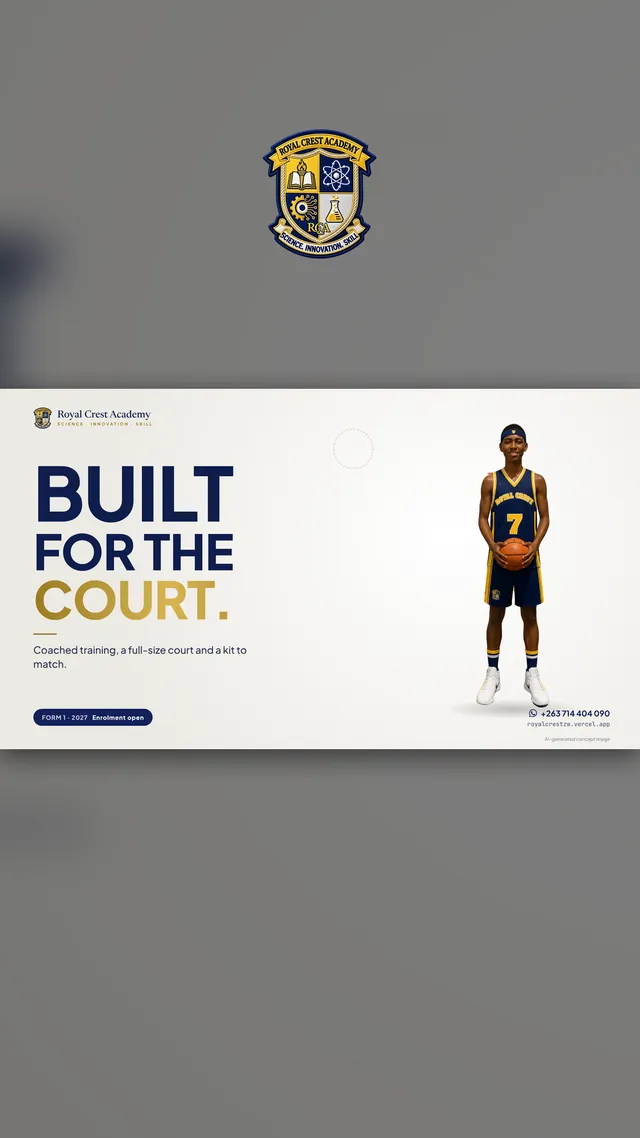 ROYAL CREST ACADEMY
RCA
SCIENCE. INNOVATION. SKILL
Royal Crest Academy
SCIENCE INNOVATION SKILL
BUILT
FOR THE
COURT.
Coached training, a full-size court and a kit to
match.
FORM 1 - 2027 Enrolment open
ROYAL CREST
7
+263 714 404 090
royalcrestzw.vercel.app
AI-generated concept image